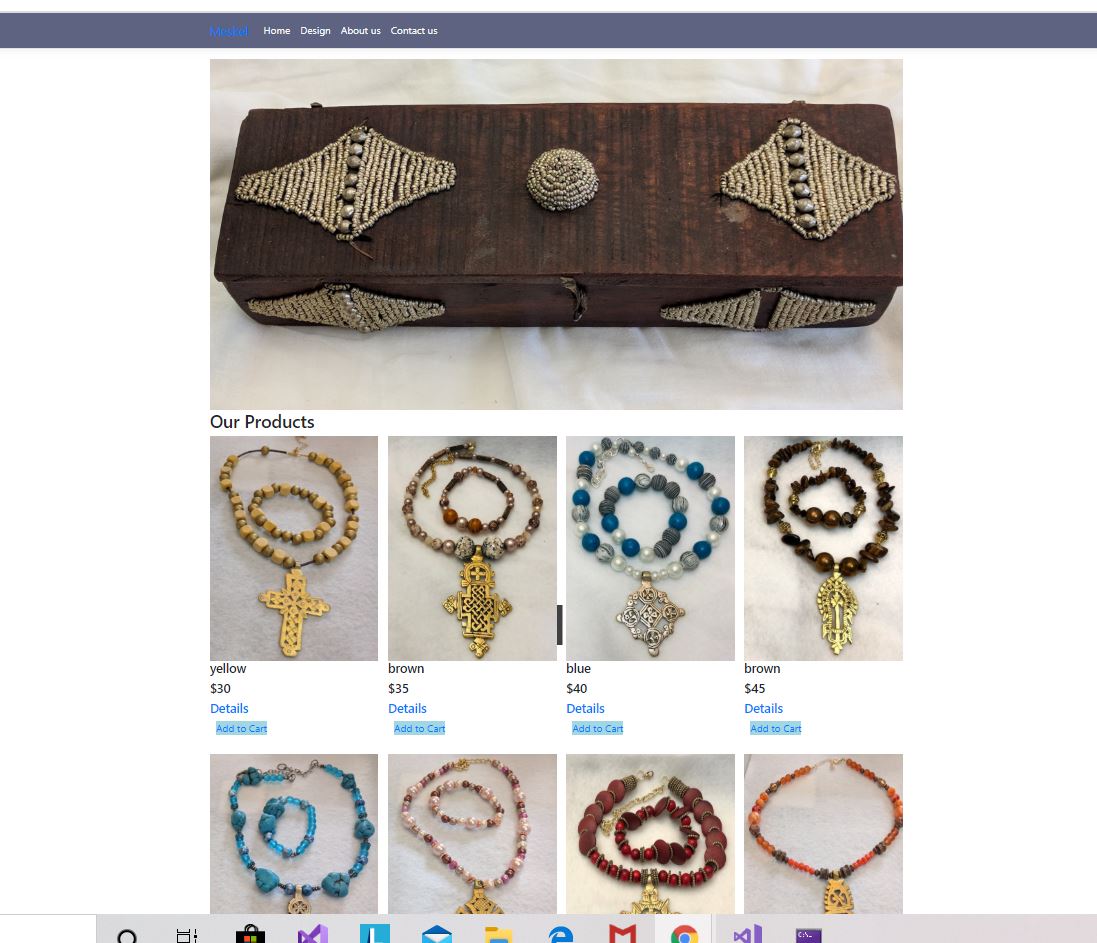 Meskel Home Design About us Contact us
Our Products
yellow brown blue brown
$30 $35 $40 $45
Details Details Details Details
Add to Cart Add to Cart Add to Cart Add to Cart
C:\_